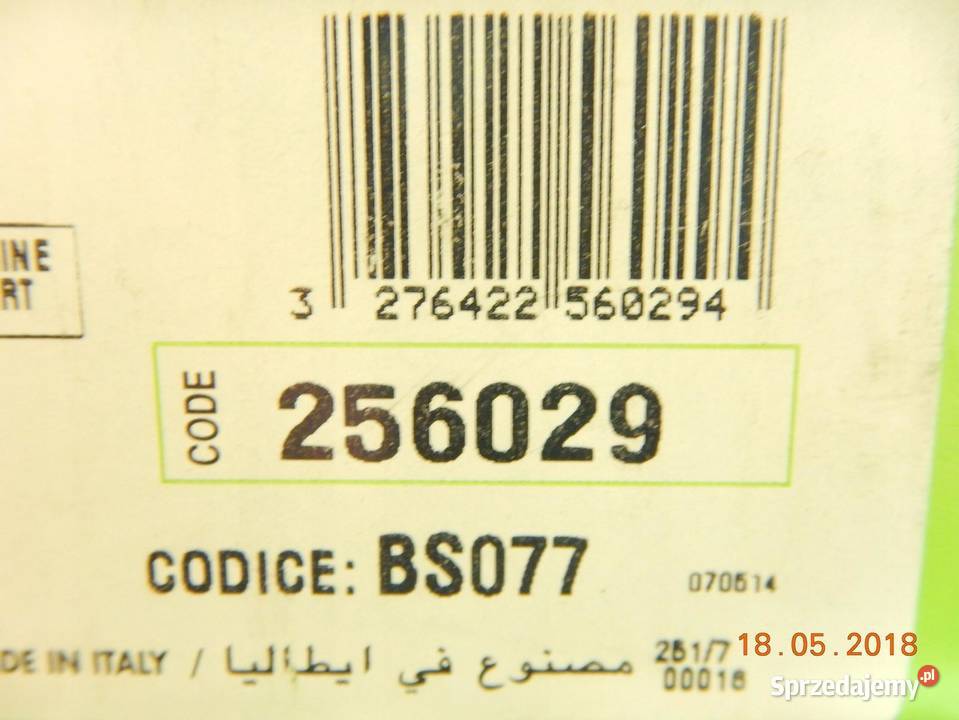 INE
RT
3 276422 560294
CODE 256029
CODICE: BS077
070514
DE IN ITALY / مصنوع في ايطاليا
261/7
00018
18.05.2018
Sprzedajemy.pl